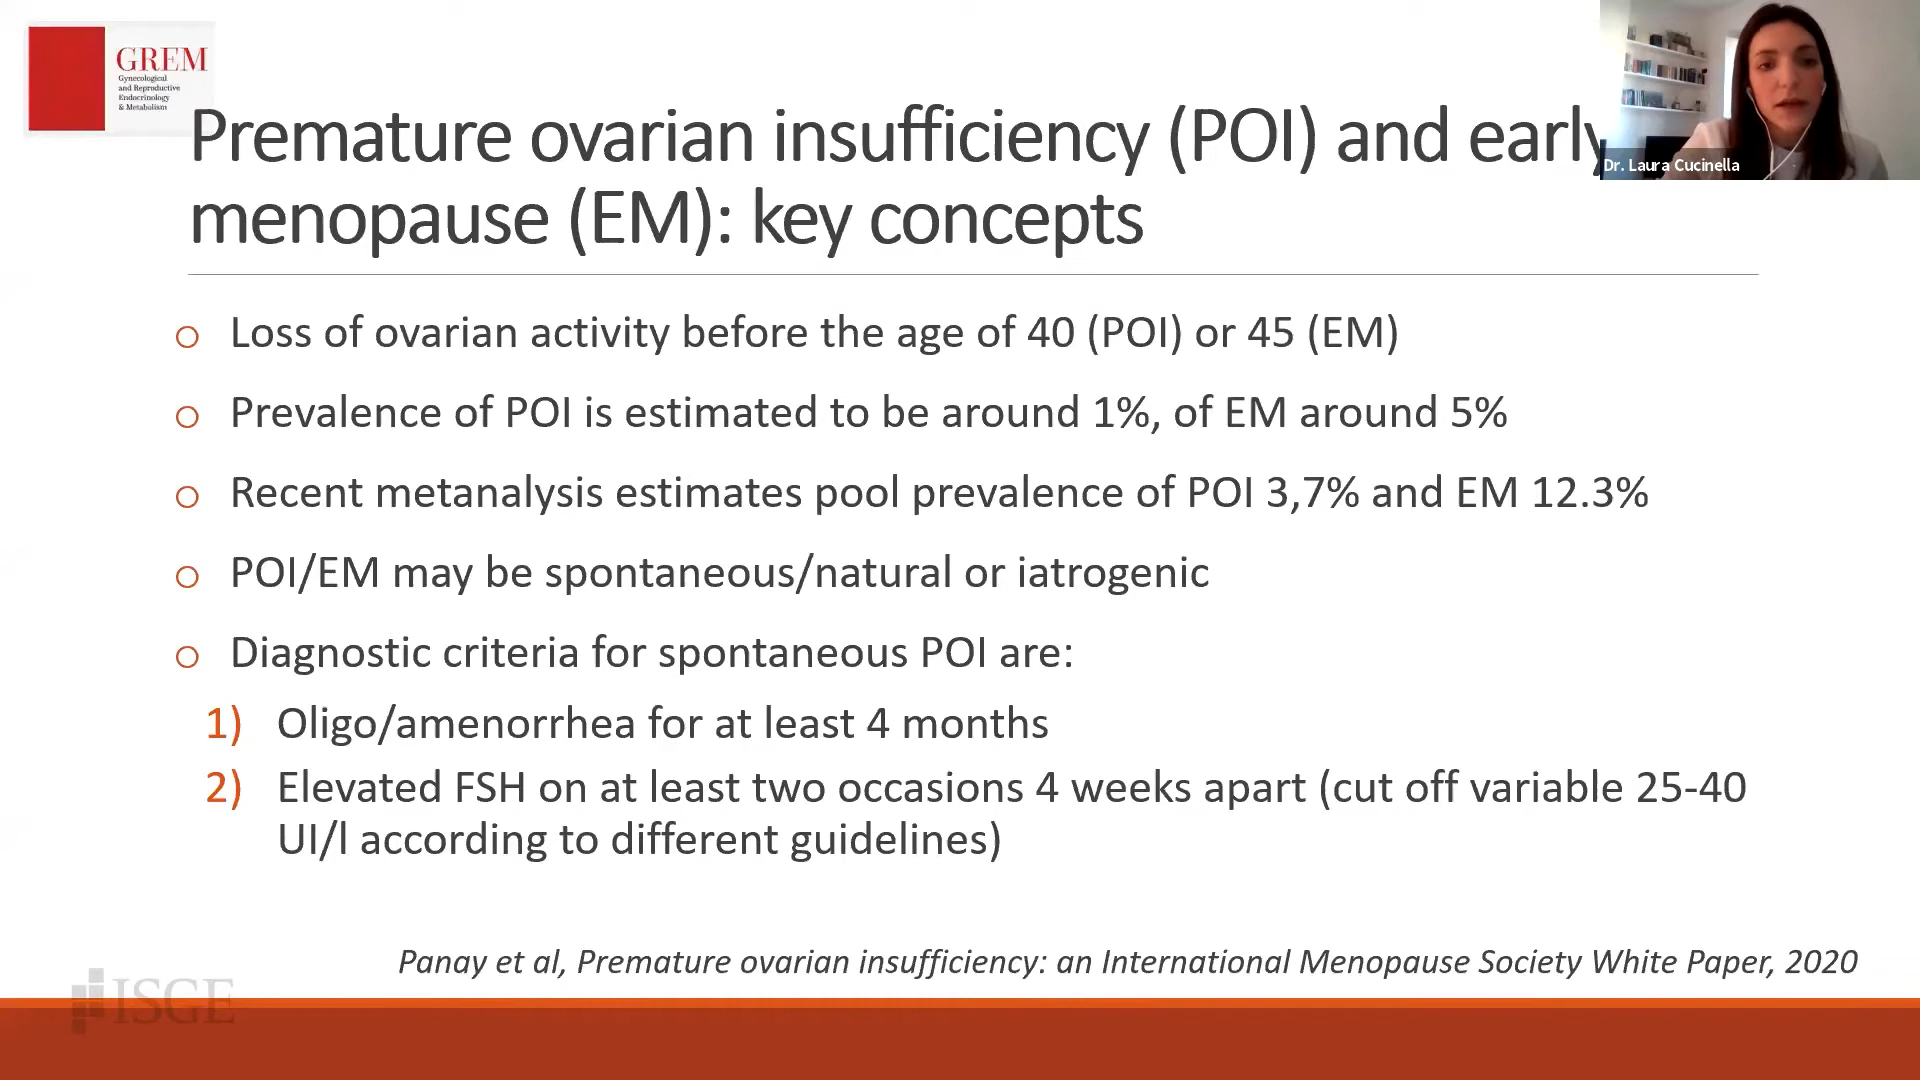 GREM
Gynecological
and Reproductive
Endocrinology
& Metabolism
Premature ovarian insufficiency (POI) and early
menopause (EM): key concepts
Dr. Laura Cucinella
o Loss of ovarian activity before the age of 40 (POI) or 45 (EM)
o Prevalence of POI is estimated to be around 1%, of EM around 5%
o Recent metanalysis estimates pool prevalence of POI 3,7% and EM 12.3%
o POI/EM may be spontaneous/natural or iatrogenic
o Diagnostic criteria for spontaneous POI are:
1) Oligo/amenorrhea for at least 4 months
2) Elevated FSH on at least two occasions 4 weeks apart (cut off variable 25-40
UI/l according to different guidelines)
Panay et al, Premature ovarian insufficiency: an International Menopause Society White Paper, 2020
ISGE